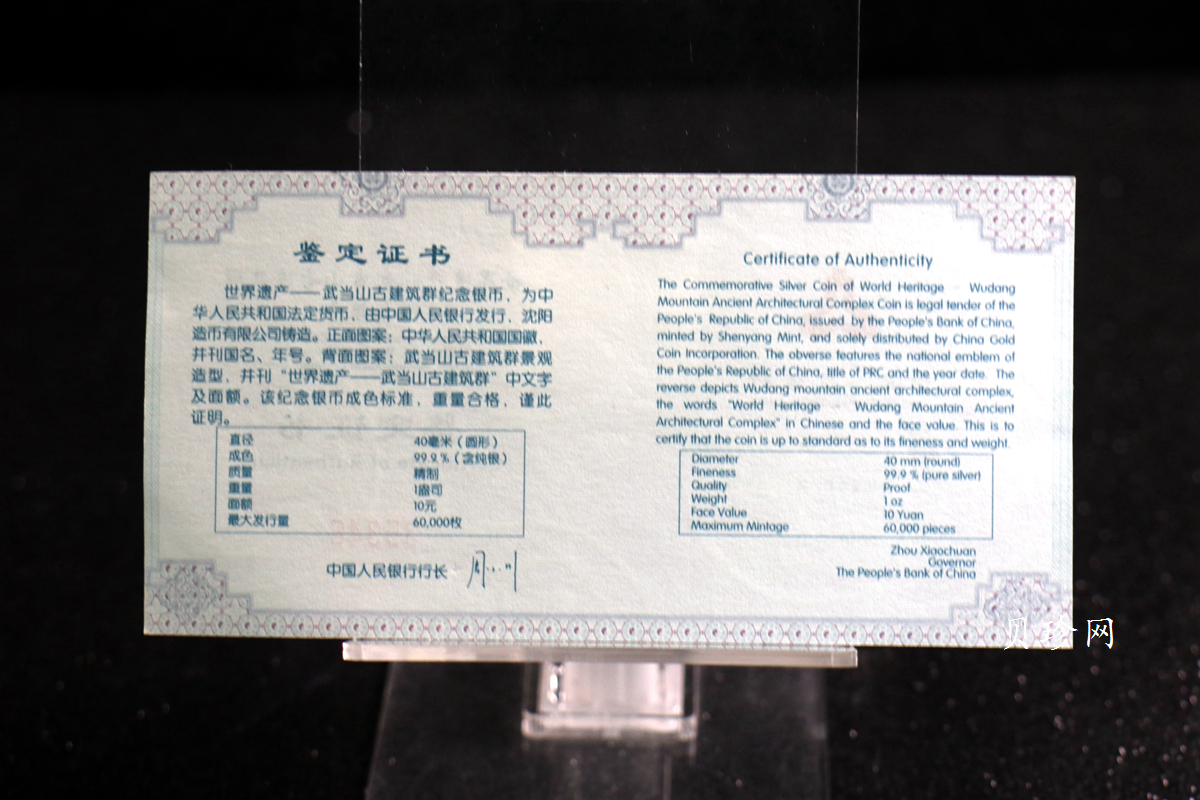 鉴定证书
世界遗产——武当山古建筑群纪念银币，为中
华人民共和国法定货币，由中国人民银行发行，沈阳
造币有限公司铸造。正面图案：中华人民共和国国徽，
并刊国名、年号。背面图案：武当山古建筑群景观
造型，并刊“世界遗产——武当山古建筑群”中文字
及面额。该纪念银币成色标准，重量合格，谨此
证明。
直径 40毫米（圆形）
成色 99.9%（含纯银）
质量 精制
重量 1盎司
面额 10元
最大发行量 60,000枚
中国人民银行行长
Certificate of Authenticity
The Commemorative Silver Coin of World Heritage - Wudang
Mountain Ancient Architectural Complex Coin is legal tender of the
People's Republic of China, issued by the People's Bank of China,
minted by Shenyang Mint, and solely distributed by China Gold
Coin Incorporation. The obverse features the national emblem of
the People's Republic of China, title of PRC and the year date. The
reverse depicts Wudang mountain ancient architectural complex,
the words "World Heritage - Wudang Mountain Ancient
Architectural Complex" in Chinese and the face value. This is to
certify that the coin is up to standard as to its fineness and weight.
Diameter 40 mm (round)
Fineness 99.9 % (pure silver)
Quality Proof
Weight 1 oz
Face Value 10 Yuan
Maximum Mintage 60,000 pieces
Zhou Xiaochuan
Governor
The People's Bank of China
贝珍网